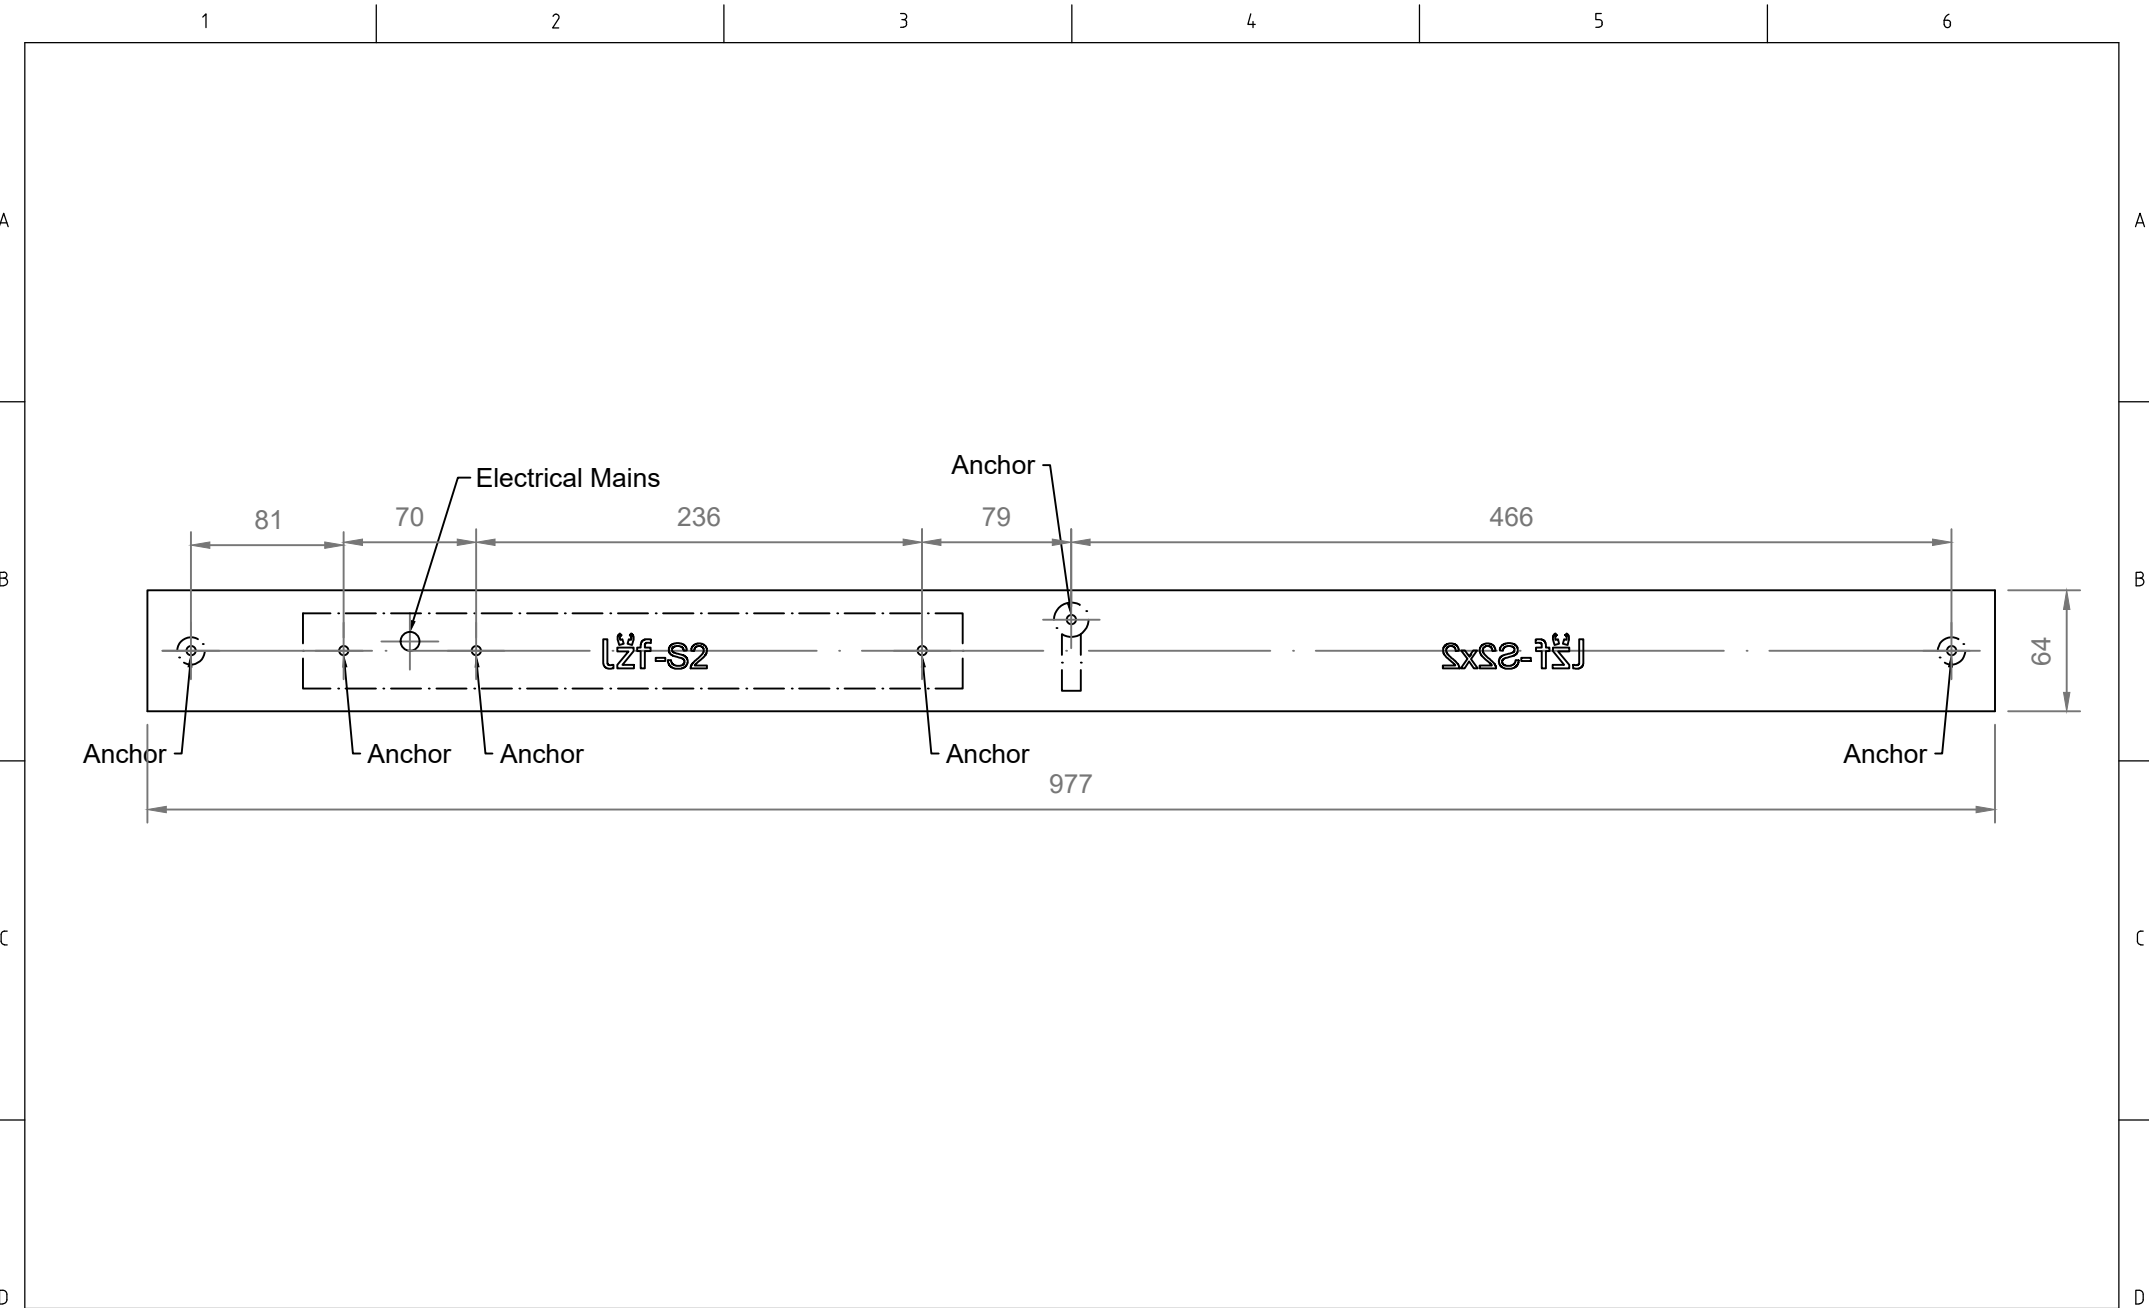 1 2 3 4 5 6
A A
Anchor
Electrical Mains
81 70 236 79 466
B B
64
Anchor Anchor Anchor Anchor Anchor
977
C C
D D